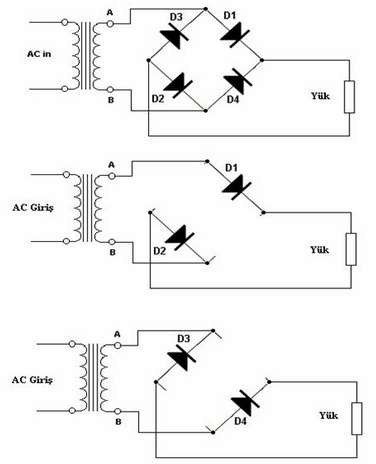 A D3 D1
AC in
B D2 D4 Yük
A D1
AC Giriş
B D2 Yük
A D3
AC Giriş
B D4 Yük